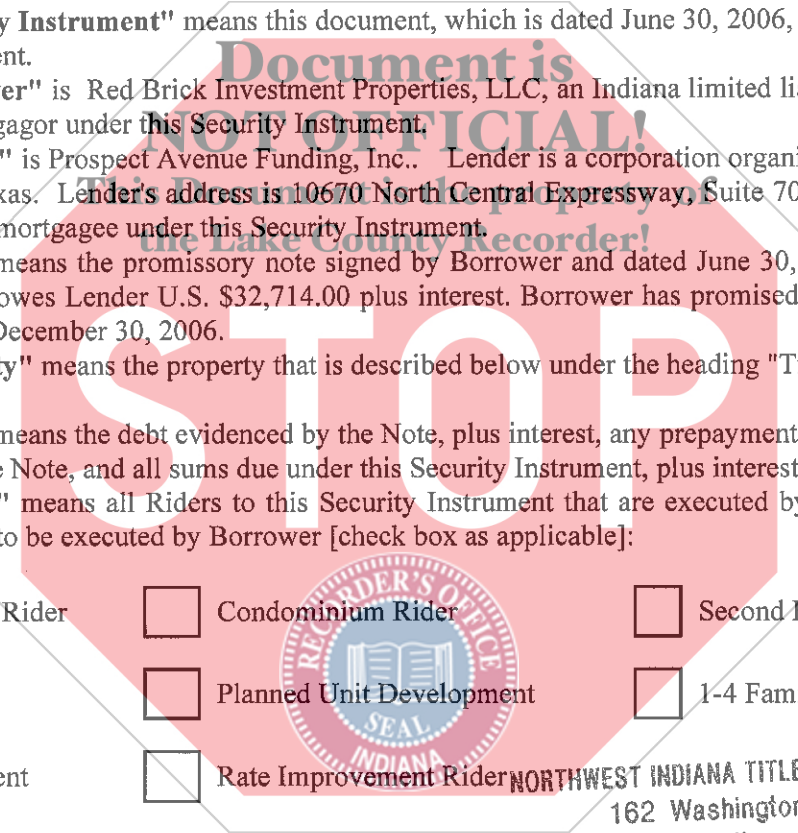 y Instrument" means this document, which is dated June 30, 2006,
ent.
Document is
er" is Red Brick Investment Properties, LLC, an Indiana limited li
NOT OFFICIAL!
gagor under this Security Instrument.
" is Prospect Avenue Funding, Inc.. Lender is a corporation organi
This Document is the property of
xas. Lender's address is 10670 North Central Expressway, Suite 70
the Lake County Recorder!
mortgagee under this Security Instrument.
means the promissory note signed by Borrower and dated June 30,
owes Lender U.S. $32,714.00 plus interest. Borrower has promised
December 30, 2006.
ty" means the property that is described below under the heading "T
STOP
means the debt evidenced by the Note, plus interest, any prepayment
e Note, and all sums due under this Security Instrument, plus interest
" means all Riders to this Security Instrument that are executed by
to be executed by Borrower [check box as applicable]:
RECORDER'S OFFICE
Rider Condominium Rider Second
Planned Unit Development 1-4 Fam
SEAL
INDIANA
ent Rate Improvement Rider NORTHWEST INDIANA TITLE
162 Washington